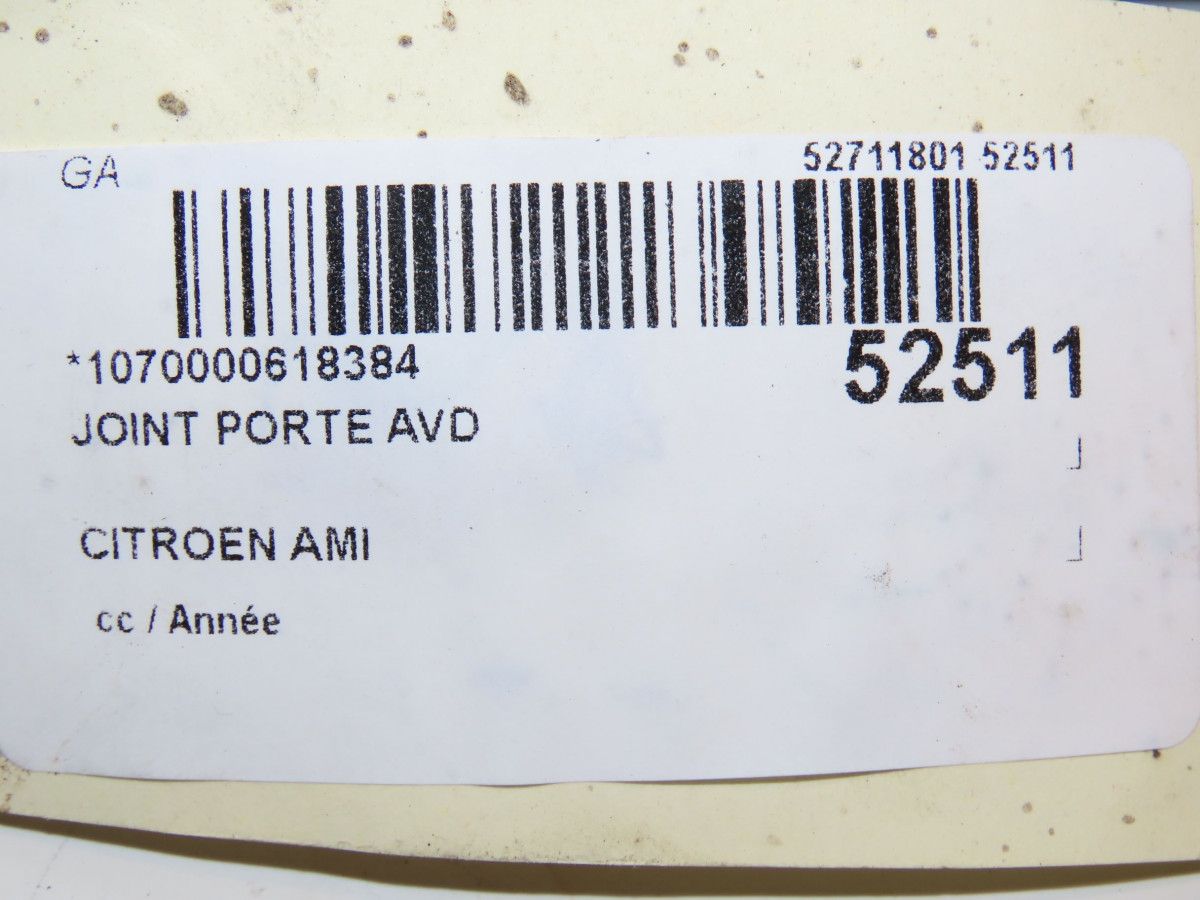 GA
52711801 52511
*1070000618384
52511
JOINT PORTE AVD
CITROEN AMI
cc / Année